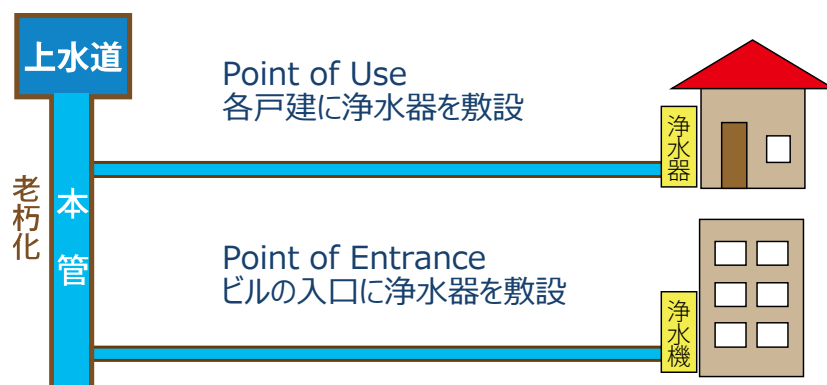 上水道
Point of Use
各戸建に浄水器を敷設
浄水器
老朽化
本管
Point of Entrance
ビルの入口に浄水器を敷設
浄水機